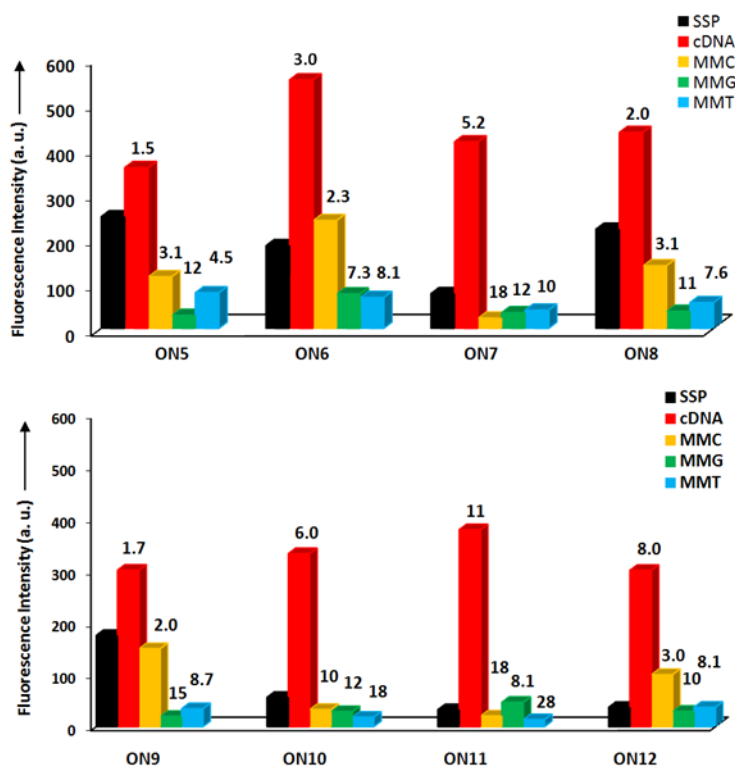 SSP
cDNA
MMC
MMG
MMT
Fluorescence Intensity (a. u.)
600
500
400
300
200
100
0
1.5
3.1
12
4.5
3.0
2.3
7.3
8.1
5.2
18
12
10
2.0
3.1
11
7.6
ON5
ON6
ON7
ON8
SSP
cDNA
MMC
MMG
MMT
Fluorescence Intensity (a. u.)
600
500
400
300
200
100
0
1.7
2.0
15
8.7
6.0
10
12
18
11
18
8.1
28
8.0
3.0
10
8.1
ON9
ON10
ON11
ON12